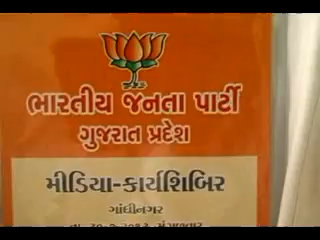 ભારતીય જનતા પાર્ટી
ગુજરાત પ્રદેશ
મીડિયા-કાર્યશિબિર
ગાંધીનગર